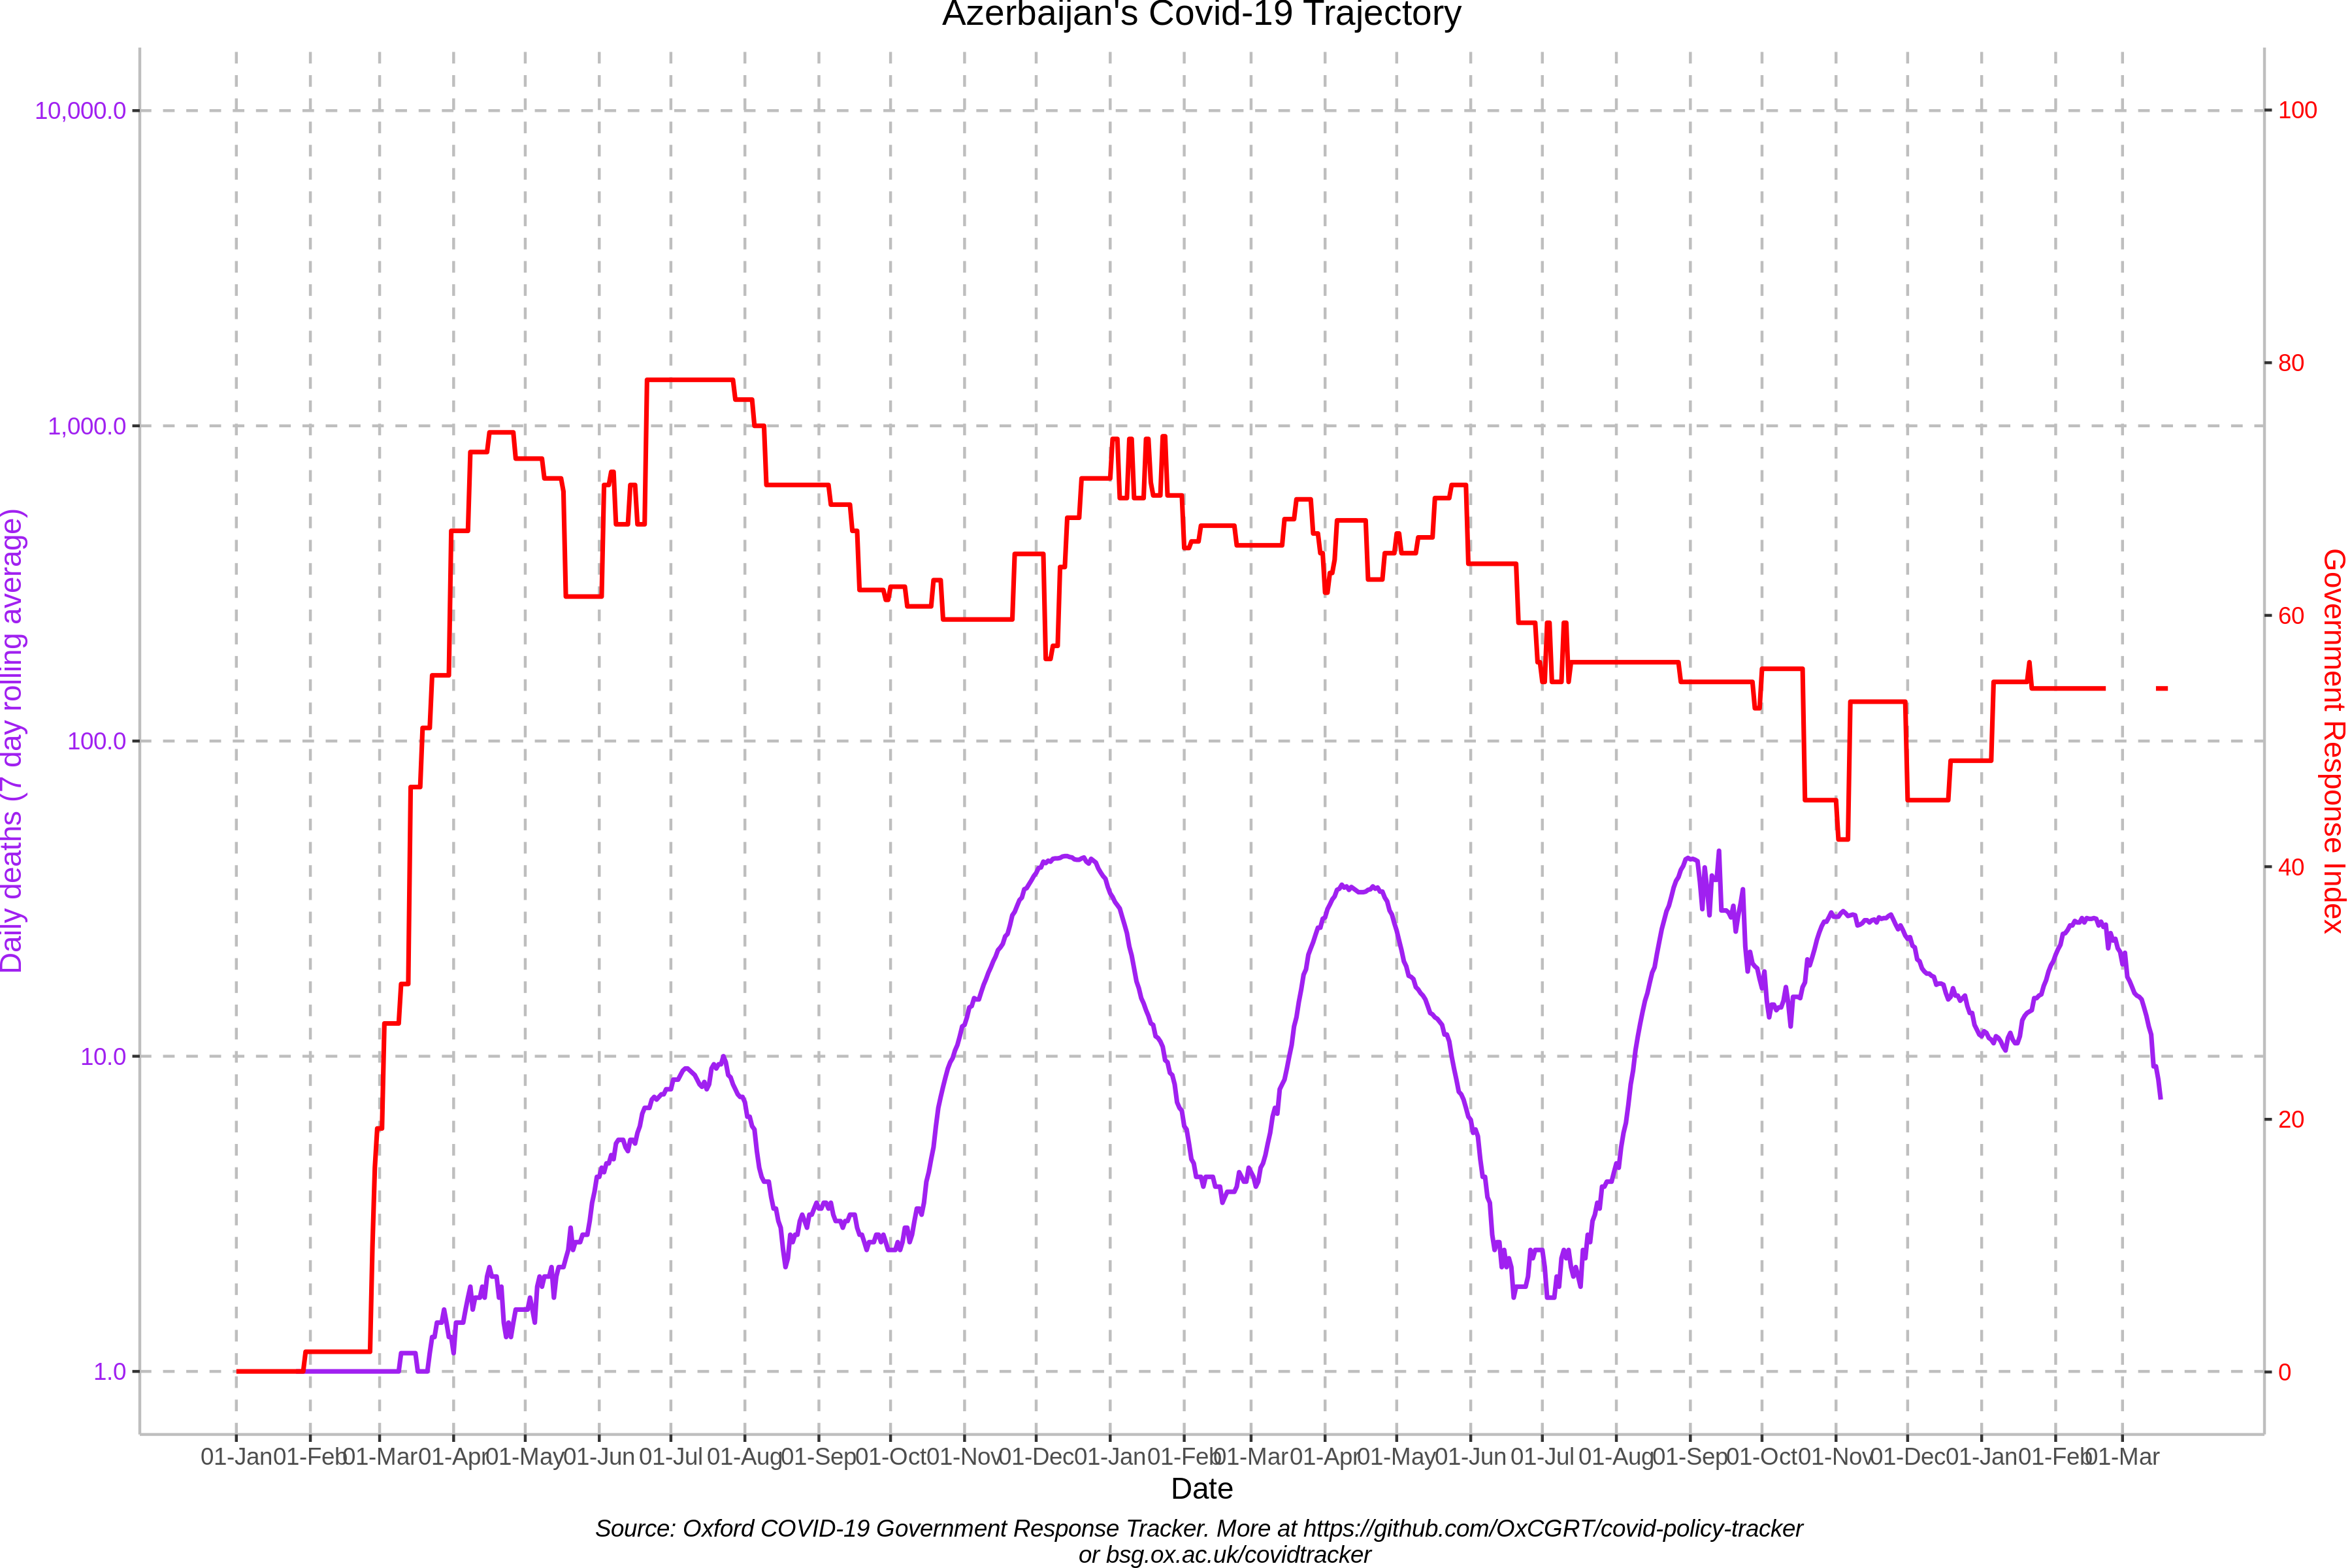 Azerbaijan's Covid-19 Trajectory
10,000.0
1,000.0
100.0
10.0
1.0
Daily deaths (7 day rolling average)
100
80
60
40
20
0
Government Response Index
01-Jan 01-Feb 01-Mar 01-Apr 01-May 01-Jun 01-Jul 01-Aug 01-Sep 01-Oct 01-Nov 01-Dec 01-Jan 01-Feb 01-Mar 01-Apr 01-May 01-Jun 01-Jul 01-Aug 01-Sep 01-Oct 01-Nov 01-Dec 01-Jan 01-Feb 01-Mar
Date
Source: Oxford COVID-19 Government Response Tracker. More at https://github.com/OxCGRT/covid-policy-tracker
or bsg.ox.ac.uk/covidtracker